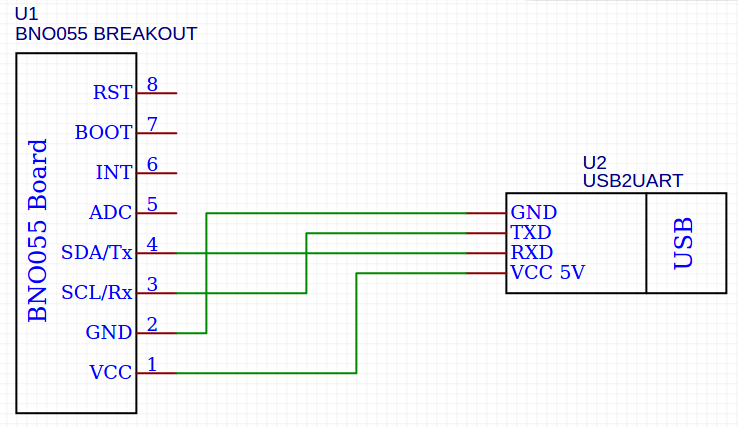 U1
BNO055 BREAKOUT
BNO055 Board
RST 8
BOOT 7
INT 6
ADC 5
SDA/Tx 4
SCL/Rx 3
GND 2
VCC 1
U2
USB2UART
GND
TXD
RXD
VCC 5V
USB